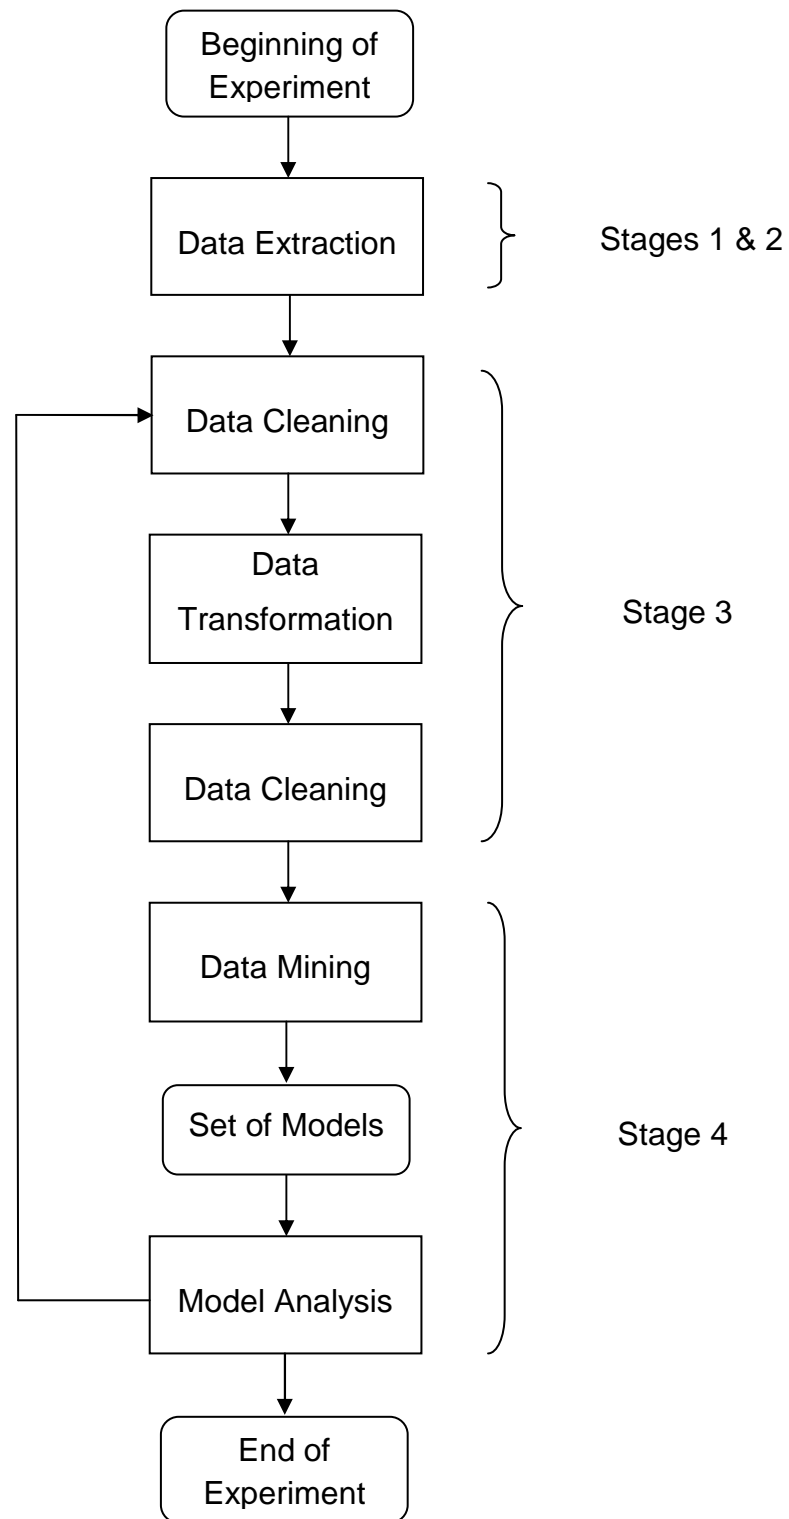 Beginning of
Experiment
Data Extraction
Stages 1 & 2
Data Cleaning
Data
Transformation
Stage 3
Data Cleaning
Data Mining
Set of Models
Stage 4
Model Analysis
End of
Experiment